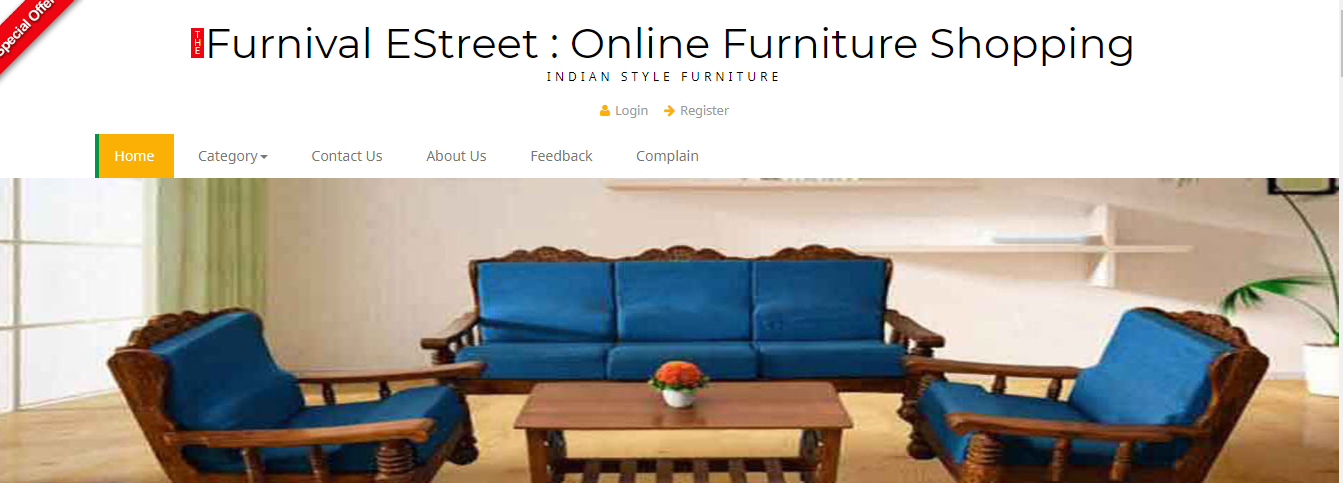 Special Offer
THE Furnival EStreet : Online Furniture Shopping
INDIAN STYLE FURNITURE
Login Register
Home Category Contact Us About Us Feedback Complain